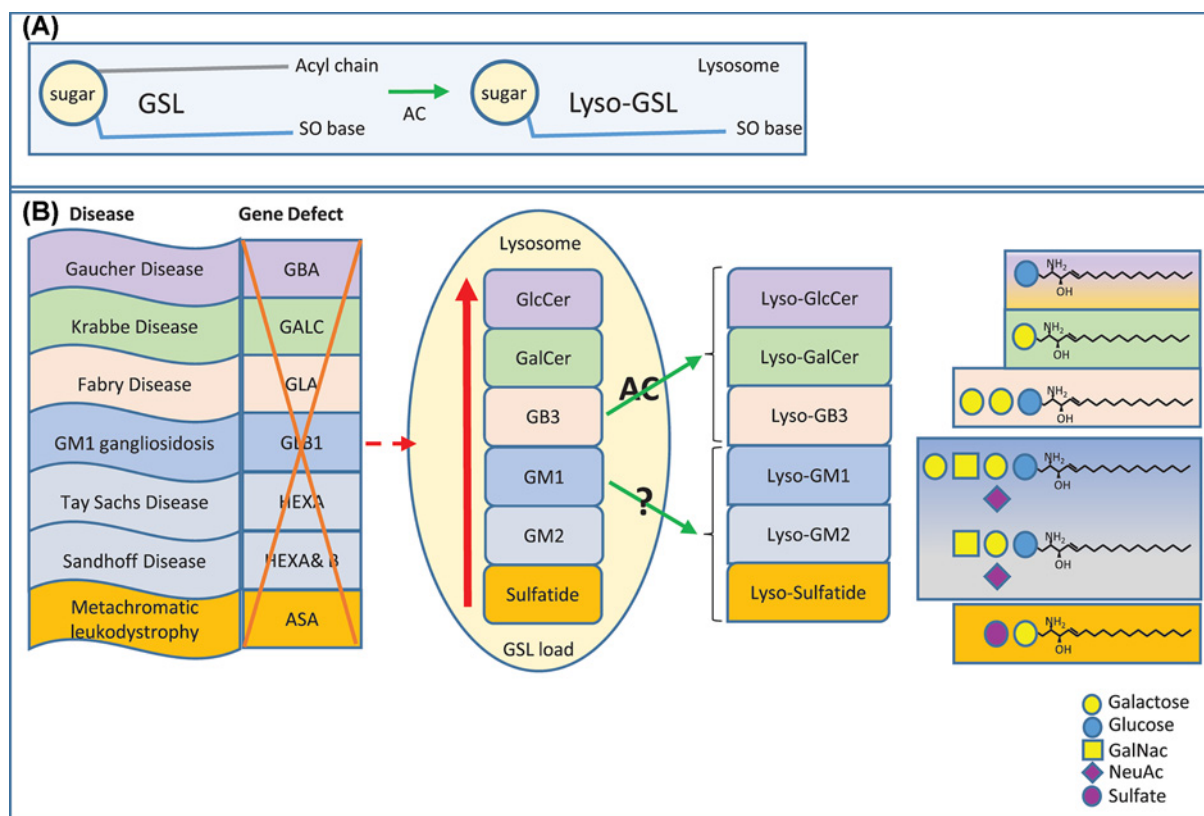 (A)
sugar
GSL
Acyl chain
SO base
AC
sugar
Lyso-GSL
Lysosome
SO base
(B)
Disease
Gene Defect
Gaucher Disease
GBA
Krabbe Disease
GALC
Fabry Disease
GLA
GM1 gangliosidosis
GLB1
Tay Sachs Disease
HEXA
Sandhoff Disease
HEXA& B
Metachromatic
leukodystrophy
ASA
Lysosome
GlcCer
GalCer
GB3
GM1
GM2
Sulfatide
GSL load
AC
?
Lyso-GlcCer
Lyso-GalCer
Lyso-GB3
Lyso-GM1
Lyso-GM2
Lyso-Sulfatide
NH2
OH
NH2
OH
NH2
OH
NH2
OH
NH2
OH
NH2
OH
Galactose
Glucose
GalNac
NeuAc
Sulfate